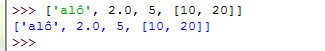 >>> ['alô', 2.0, 5, [10, 20]]
['alô', 2.0, 5, [10, 20]]
>>>